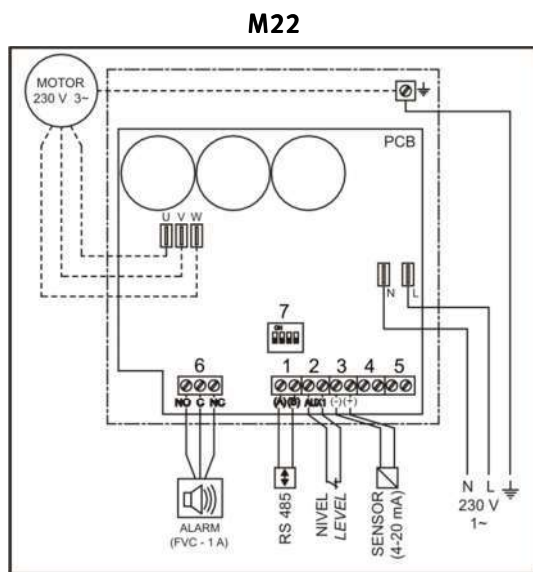 M22
MOTOR
230 V 3~
PCB
U V W
N L
7
ON
6 1 2 3 4 5
NO C NC (A) (B) AUX1 (-) (+)
ALARM
(FVC - 1 A)
RS 485
NIVEL
LEVEL
SENSOR
(4-20 mA)
N L
230 V
1~